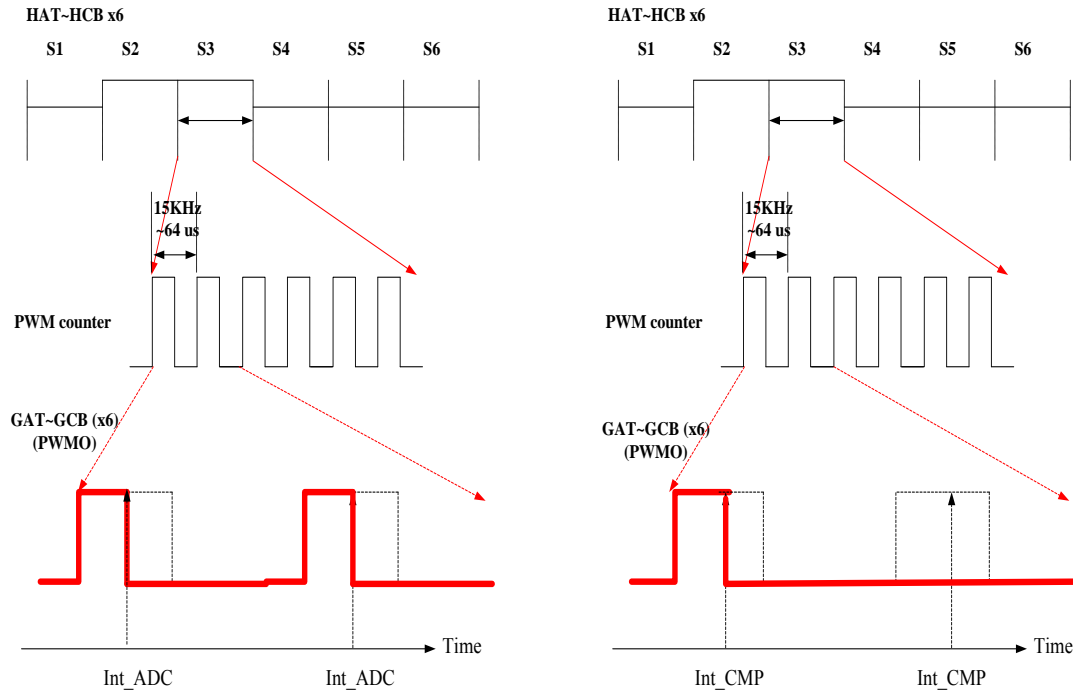 HAT~HCB x6
S1 S2 S3 S4 S5 S6
15KHz
~64 us
PWM counter
GAT~GCB (x6)
(PWMO)
Time
Int_ADC Int_ADC
HAT~HCB x6
S1 S2 S3 S4 S5 S6
15KHz
~64 us
PWM counter
GAT~GCB (x6)
(PWMO)
Time
Int_CMP Int_CMP